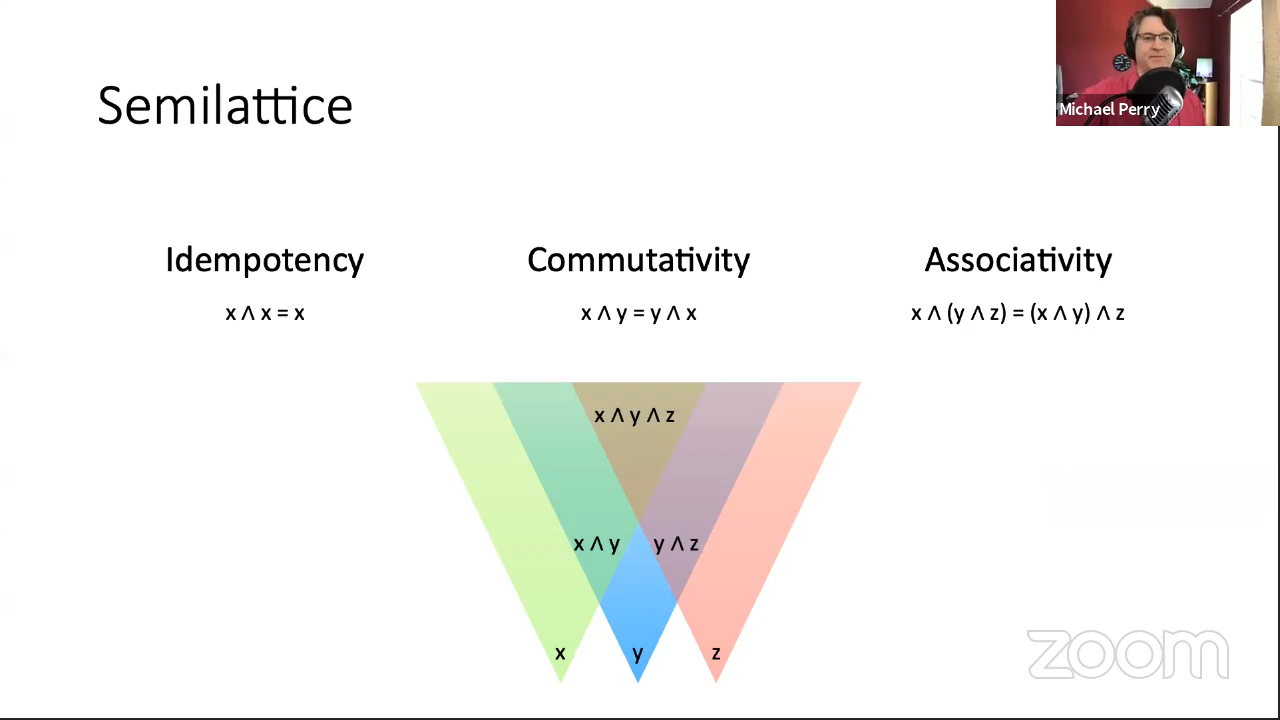 Michael Perry
Semilattice
Idempotency
x ∧ x = x
Commutativity
x ∧ y = y ∧ x
Associativity
x ∧ (y ∧ z) = (x ∧ y) ∧ z
x ∧ y ∧ z
x ∧ y
y ∧ z
x
y
z
zoom